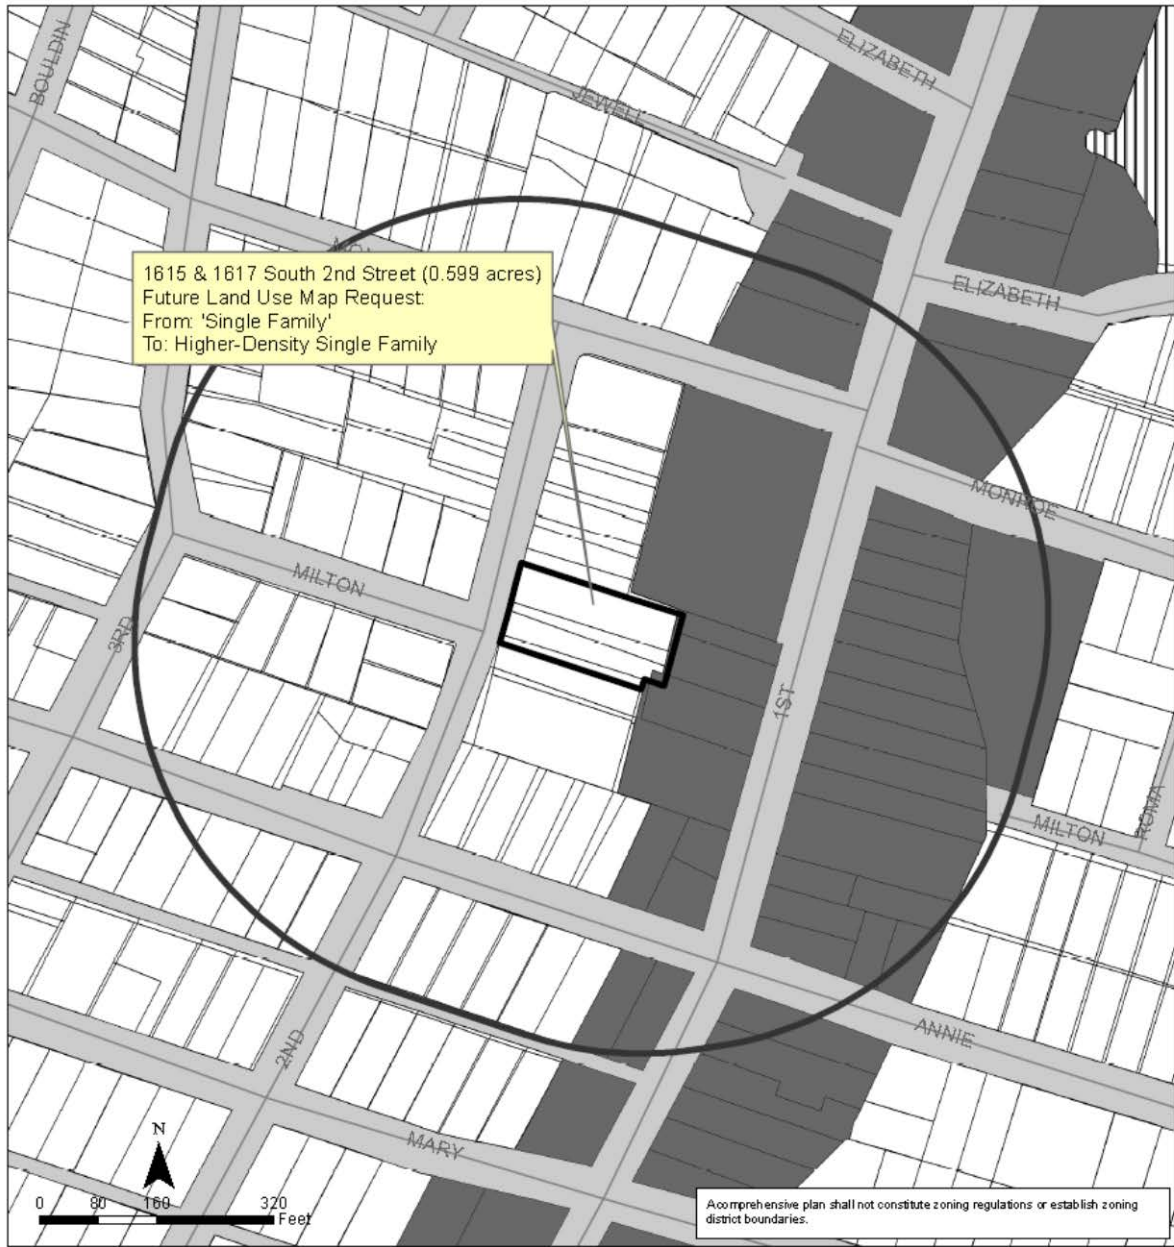 BOULDIN
ELIZABETH
JEWELL
1615 & 1617 South 2nd Street (0.599 acres)
Future Land Use Map Request:
From: 'Single Family'
To: Higher-Density Single Family
ELIZABETH
MONROE
MILTON
3RD
1ST
MILTON
ROMA
ANNIE
2ND
MARY
N
0 80 160 320
Feet
Acomprehensive plan shall not constitute zoning regulations or establish zoning
district boundaries.